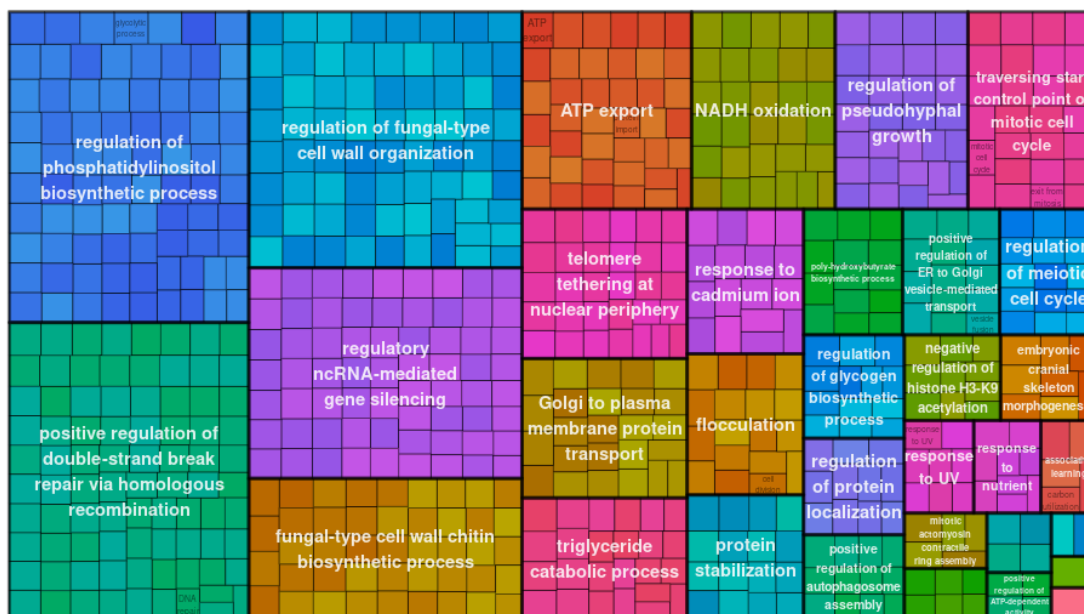 glycolytic
process
regulation of
phosphatidylinositol
biosynthetic process
regulation of fungal-type
cell wall organization
ATP
export
ATP export
import
NADH oxidation
regulation of
pseudohyphal
growth
traversing star
control point o
mitotic cell
cycle
mitotic
cell
cycle
exit from
mitosis
telomere
tethering at
nuclear periphery
response to
cadmium ion
poly-hydroxybutyrate
biosynthetic process
positive
regulation of
ER to Golgi
vesicle-mediated
transport
vesicle
fusion
regulation
of meiotic
cell cycle
regulatory
ncRNA-mediated
gene silencing
positive regulation of
double-strand break
repair via homologous
recombination
DNA
repair
Golgi to plasma
membrane protein
transport
flocculation
cell
division
regulation
of glycogen
biosynthetic
process
negative
regulation of
histone H3-K9
acetylation
embryonic
cranial
skeleton
morphogenes
regulation
of protein
localization
response
to UV
response
to UV
response
to
nutrient
associat
learning
carbon
utilization
fungal-type cell wall chitin
biosynthetic process
triglyceride
catabolic process
protein
stabilization
positive
regulation of
autophagosome
assembly
mitotic
actomyosin
contractile
ring assembly
positive
regulation of
ATP-dependent
activity